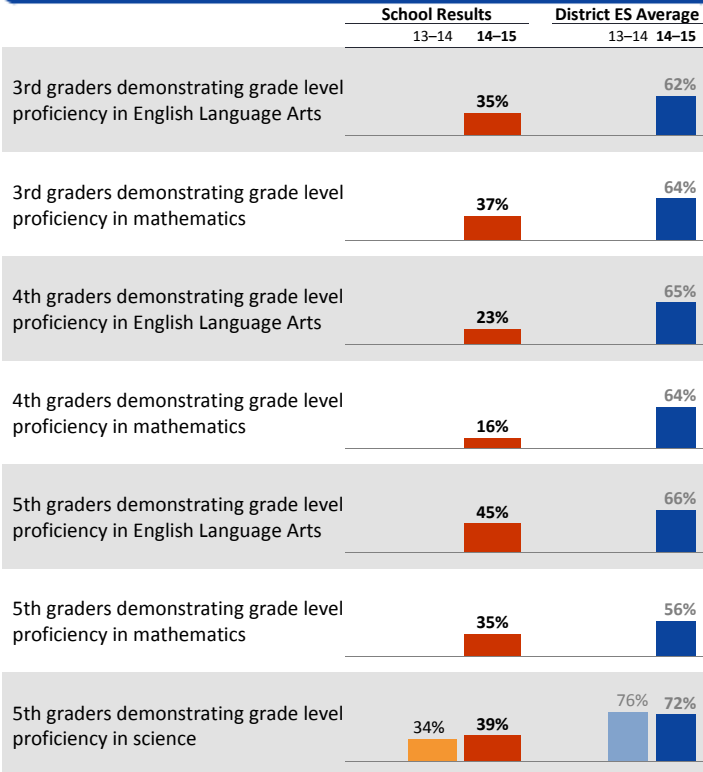 School Results District ES Average
13–14 14–15 13–14 14–15
3rd graders demonstrating grade level
proficiency in English Language Arts
35%
62%
3rd graders demonstrating grade level
proficiency in mathematics
37%
64%
4th graders demonstrating grade level
proficiency in English Language Arts
23%
65%
4th graders demonstrating grade level
proficiency in mathematics
16%
64%
5th graders demonstrating grade level
proficiency in English Language Arts
45%
66%
5th graders demonstrating grade level
proficiency in mathematics
35%
56%
5th graders demonstrating grade level
proficiency in science
34% 39%
76% 72%